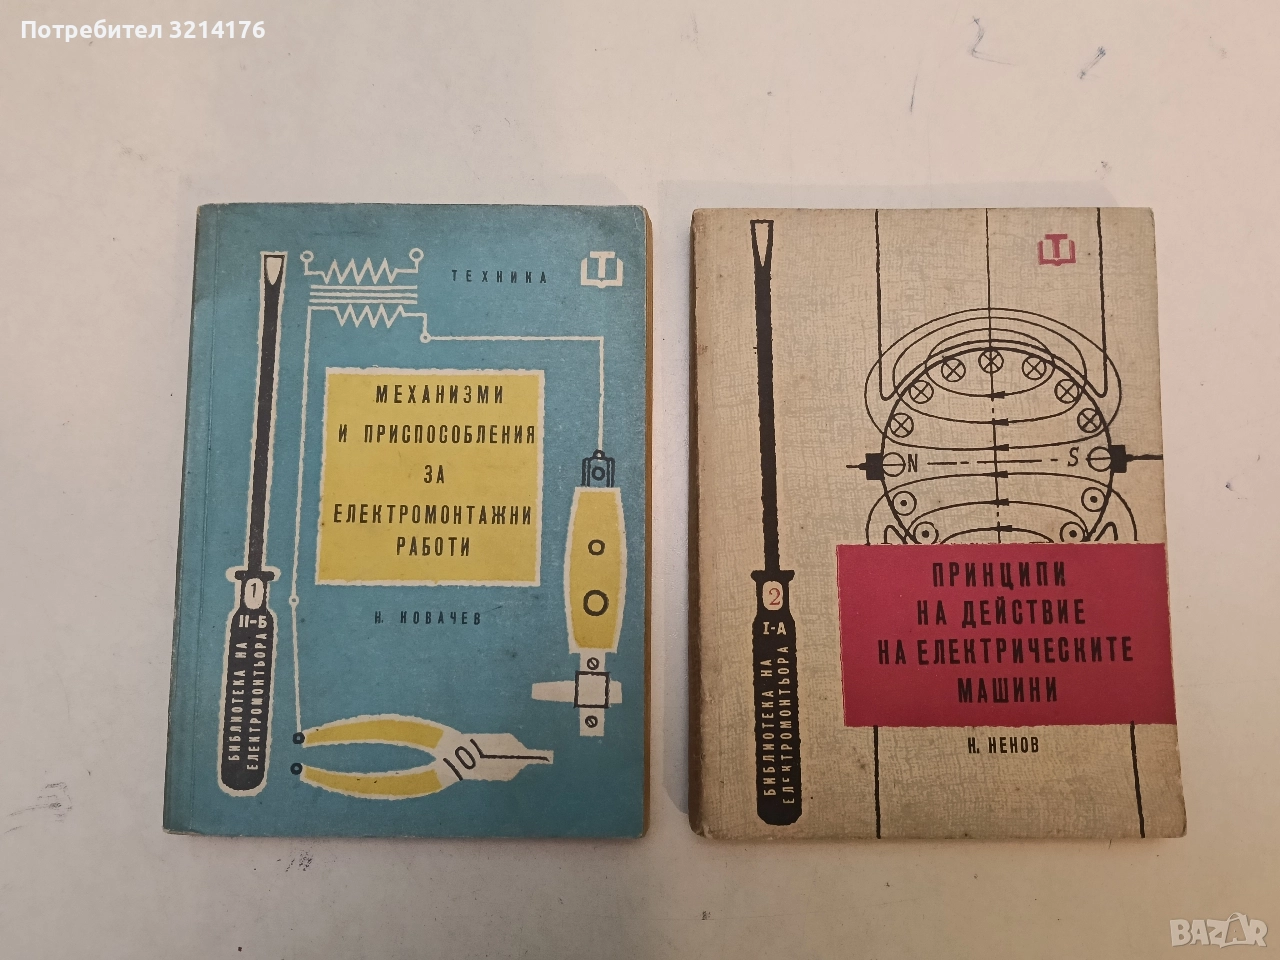 Потребител 3214176
ТЕХНИКА
Т
МЕХАНИЗМИ
И ПРИСПОСОБЛЕНИЯ
ЗА
ЕЛЕКТРОМОНТАЖНИ
РАБОТИ
Н. КОВАЧЕВ
1
II-Б
БИБЛИОТЕКА НА
ЕЛЕКТРОМОНТЬОРА
Т
N
S
ПРИНЦИПИ
НА ДЕЙСТВИЕ
НА ЕЛЕКТРИЧЕСКИТЕ
МАШИНИ
Н. НЕНОВ
2
I-А
БИБЛИОТЕКА НА
ЕЛЕКТРОМОНТЬОРА
BAZAR